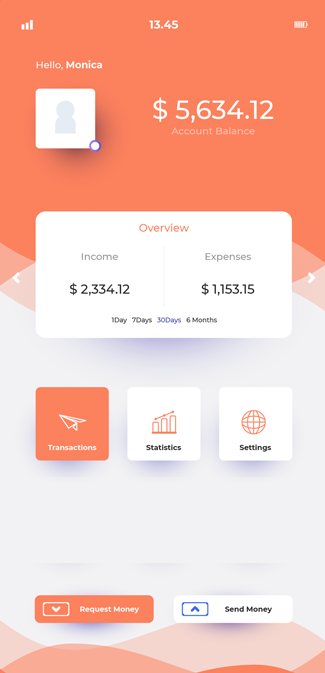 13.45
Hello, Monica
$ 5,634.12
Account Balance
Overview
Income Expenses
$ 2,334.12 $ 1,153.15
1Day 7Days 30Days 6 Months
Transactions Statistics Settings
Request Money Send Money